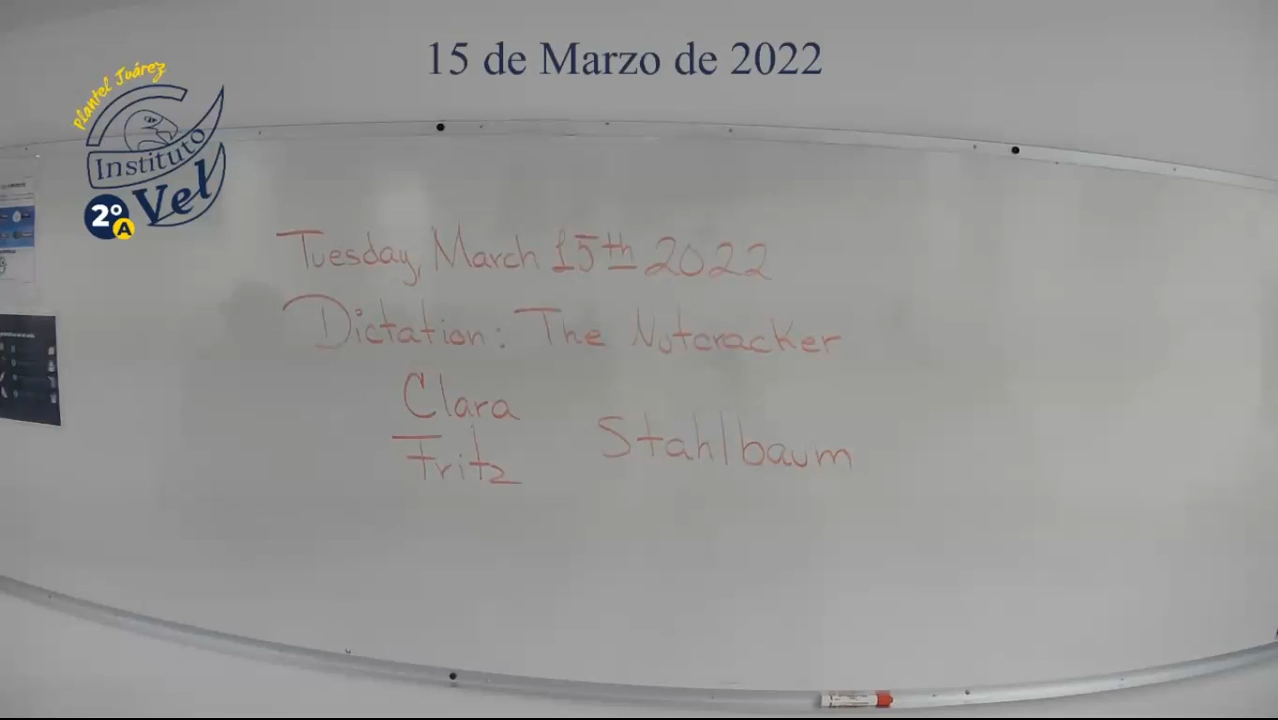 15 de Marzo de 2022
Plantel Juárez
Instituto
Vel
2º
A
Tuesday, March 15th 2022
Dictation: The Nutcracker
Clara
Fritz
Stahlbaum